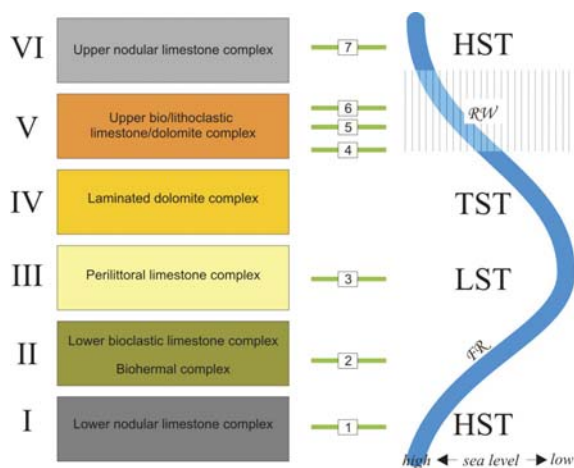 VI
Upper nodular limestone complex
7
HST
V
Upper bio/lithoclastic
limestone/dolomite complex
6
5
4
RW
IV
Laminated dolomite complex
TST
III
Perilittoral limestone complex
3
LST
II
Lower bioclastic limestone complex
Biohermal complex
2
FR
I
Lower nodular limestone complex
1
HST
high sea level low